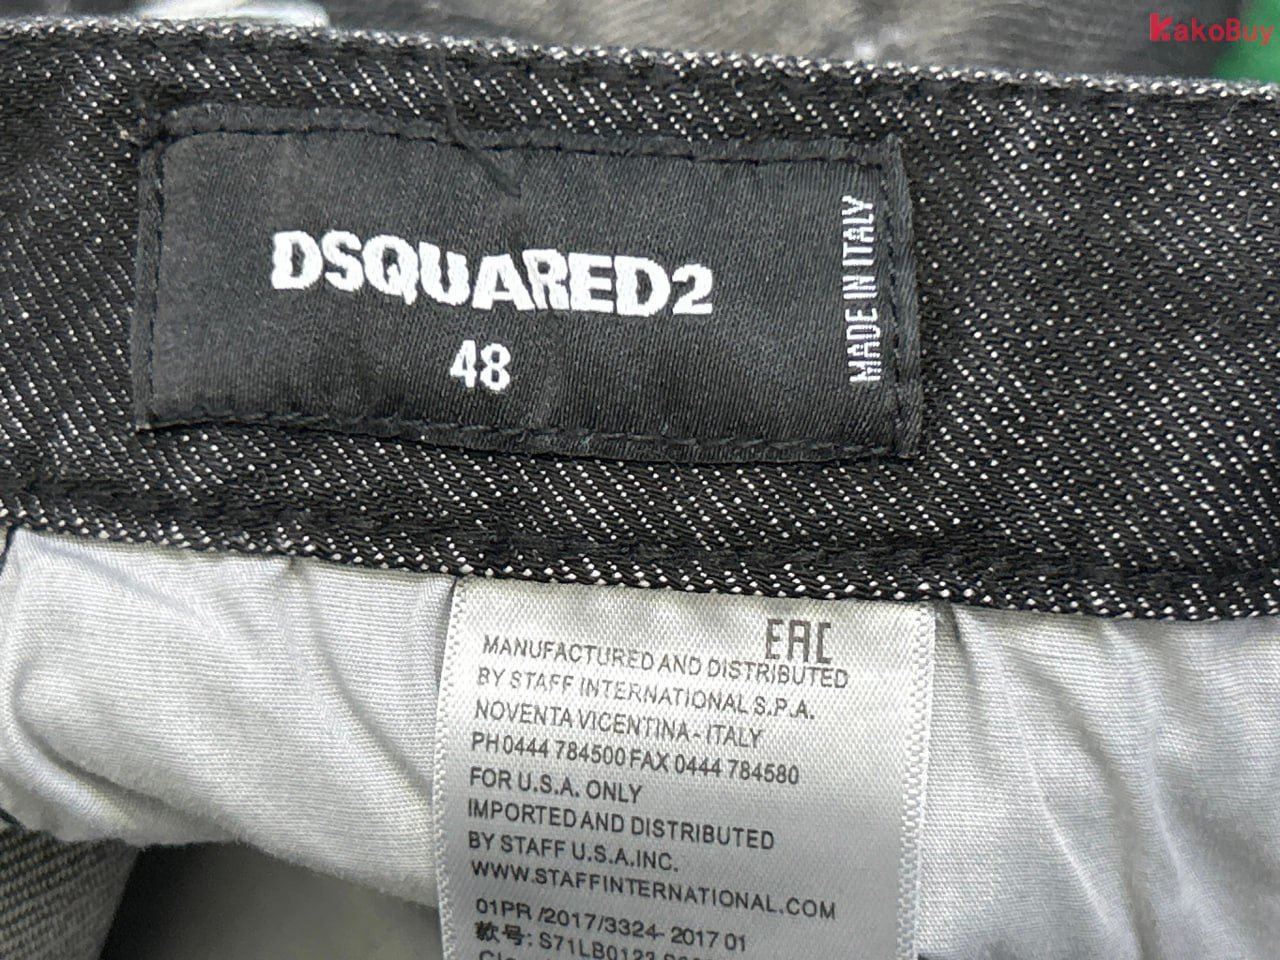 KakoBuy
DSQUARED2
48
MADE IN ITALY
EAC
MANUFACTURED AND DISTRIBUTED
BY STAFF INTERNATIONAL S.P.A.
NOVENTA VICENTINA - ITALY
PH 0444 784500 FAX 0444 784580
FOR U.S.A. ONLY
IMPORTED AND DISTRIBUTED
BY STAFF U.S.A. INC.
WWW.STAFFINTERNATIONAL.COM
01PR /2017/3324- 2017 01
款号: S71LB0123